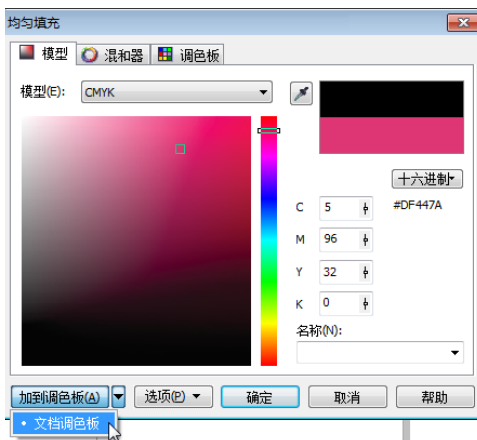 均匀填充
模型 混和器 调色板
模型(E): CMYK
十六进制
C 5 #DF447A
M 96
Y 32
K 0
名称(N):
加到调色板(A) 选项(P) 确定 取消 帮助
• 文档调色板